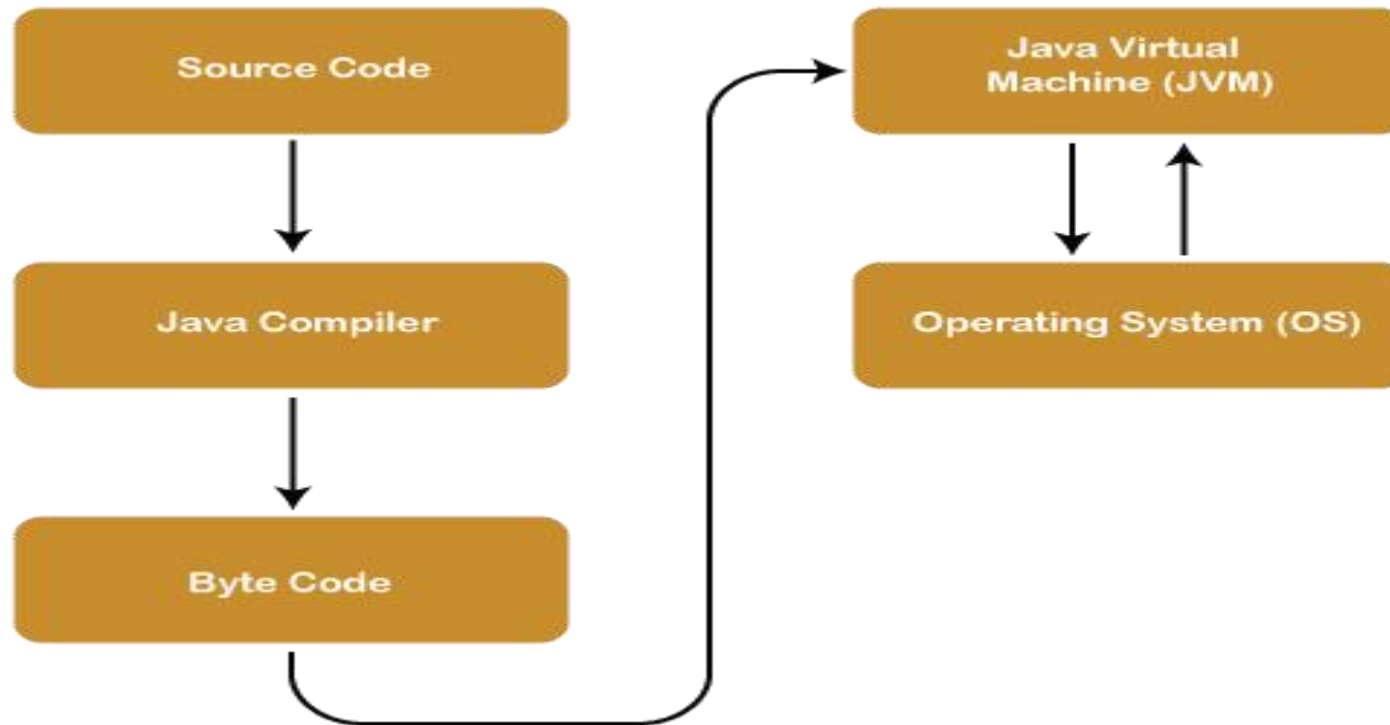 Source Code
Java Compiler
Byte Code
Java Virtual
Machine (JVM)
Operating System (OS)